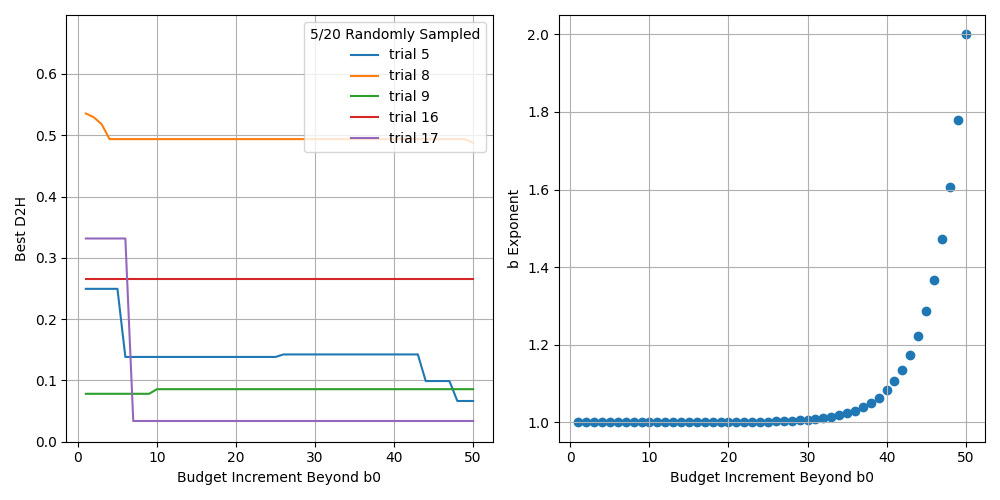 5/20 Randomly Sampled
trial 5
trial 8
trial 9
trial 16
trial 17
Best D2H
0.6
0.5
0.4
0.3
0.2
0.1
0.0
0 10 20 30 40 50
Budget Increment Beyond b0
b Exponent
2.0
1.8
1.6
1.4
1.2
1.0
0 10 20 30 40 50
Budget Increment Beyond b0